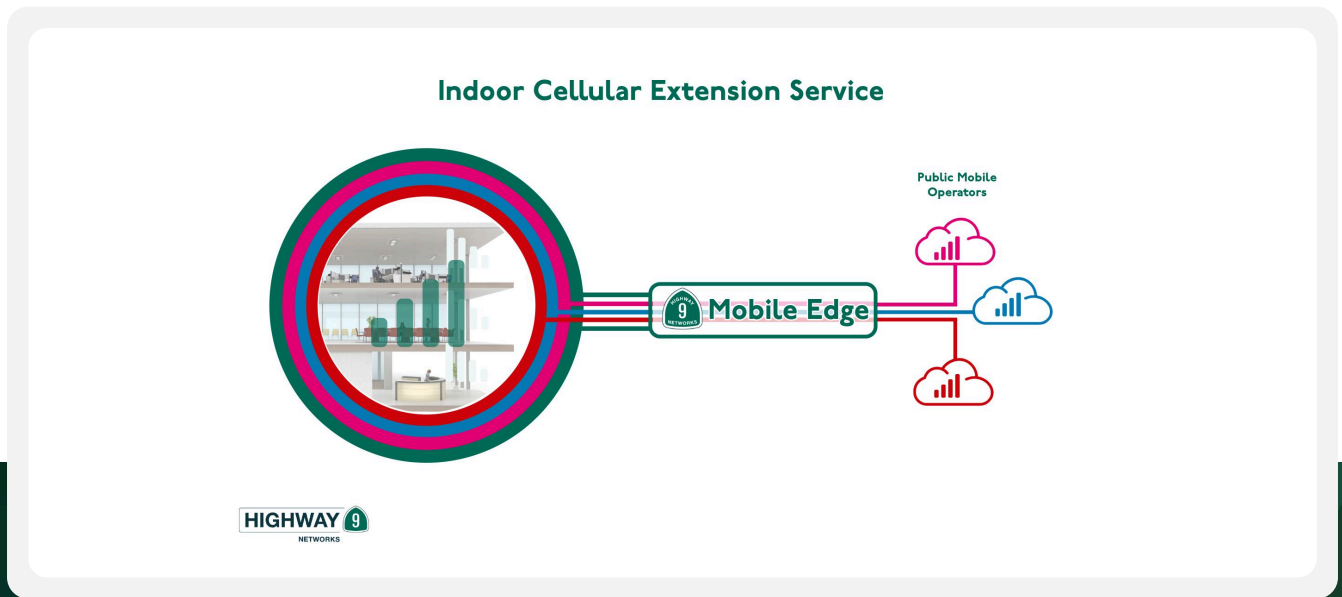 Indoor Cellular Extension Service
Public Mobile
Operators
HIGHWAY
9
NETWORKS
Mobile Edge
HIGHWAY 9
NETWORKS